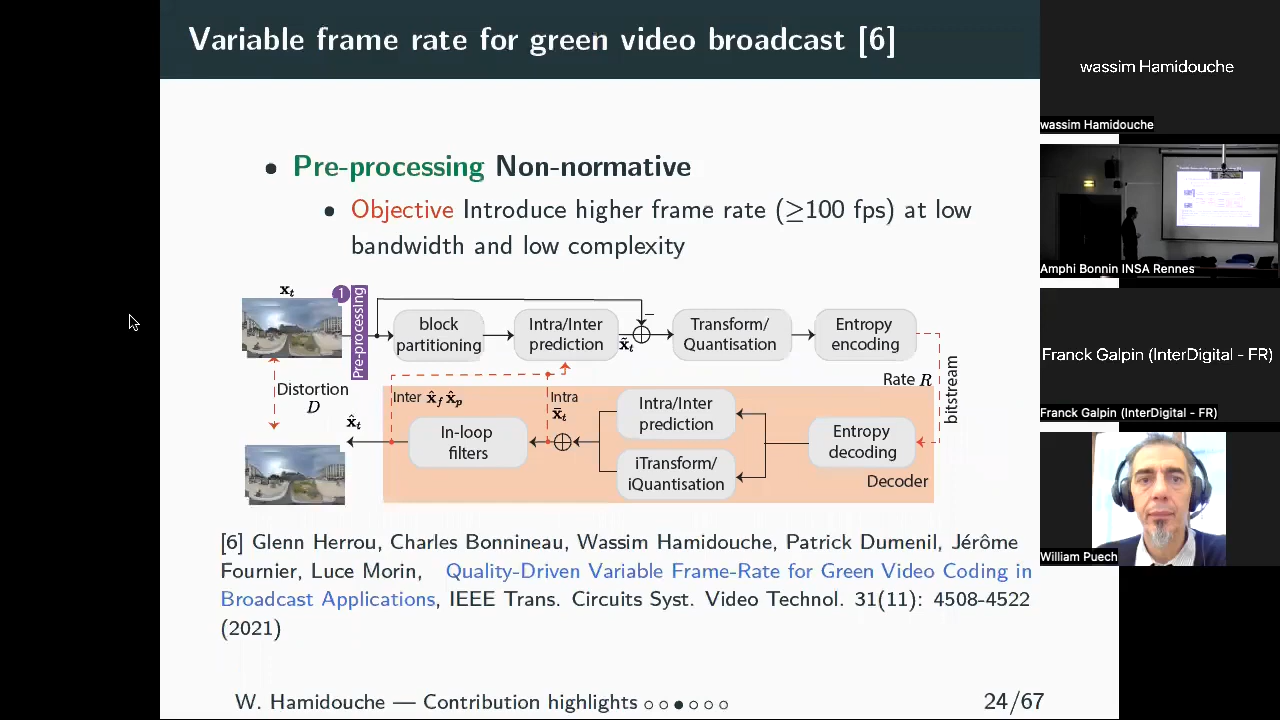 Variable frame rate for green video broadcast [6]
• Pre-processing Non-normative
• Objective Introduce higher frame rate (≥100 fps) at low
bandwidth and low complexity
x_t
1
Pre-processing
block
partitioning
Intra/Inter
prediction
x̃_t
−
Transform/
Quantisation
Entropy
encoding
Distortion
D
Rate R
bitstream
Inter x̂_f x̂_p
Intra
x̄_t
x̂_t
In-loop
filters
Intra/Inter
prediction
iTransform/
iQuantisation
Entropy
decoding
Decoder
[6] Glenn Herrou, Charles Bonnineau, Wassim Hamidouche, Patrick Dumenil, Jérôme
Fournier, Luce Morin, Quality-Driven Variable Frame-Rate for Green Video Coding in
Broadcast Applications, IEEE Trans. Circuits Syst. Video Technol. 31(11): 4508-4522
(2021)
W. Hamidouche — Contribution highlights
24/67
wassim Hamidouche
wassim Hamidouche
Amphi Bonnin INSA Rennes
Franck Galpin (InterDigital - FR)
Franck Galpin (InterDigital - FR)
William Puech